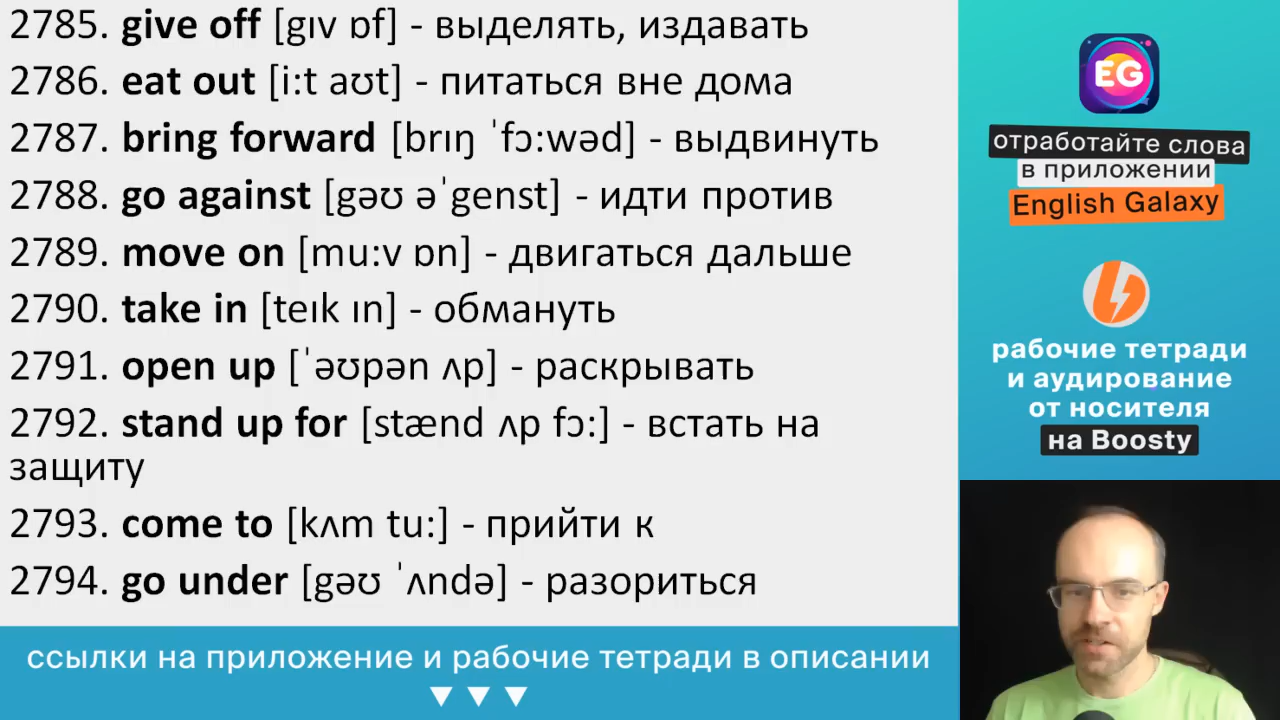 2785. give off [gɪv ɒf] - выделять, издавать
2786. eat out [i:t aʊt] - питаться вне дома
2787. bring forward [brɪŋ ˈfɔ:wəd] - выдвинуть
2788. go against [gəʊ əˈgenst] - идти против
2789. move on [mu:v ɒn] - двигаться дальше
2790. take in [teɪk ɪn] - обмануть
2791. open up [ˈəʊpən ʌp] - раскрывать
2792. stand up for [stænd ʌp fɔ:] - встать на
защиту
2793. come to [kʌm tu:] - прийти к
2794. go under [gəʊ ˈʌndə] - разориться
EG
отработайте слова
в приложении
English Galaxy
рабочие тетради
и аудирование
от носителя
на Boosty
ссылки на приложение и рабочие тетради в описании